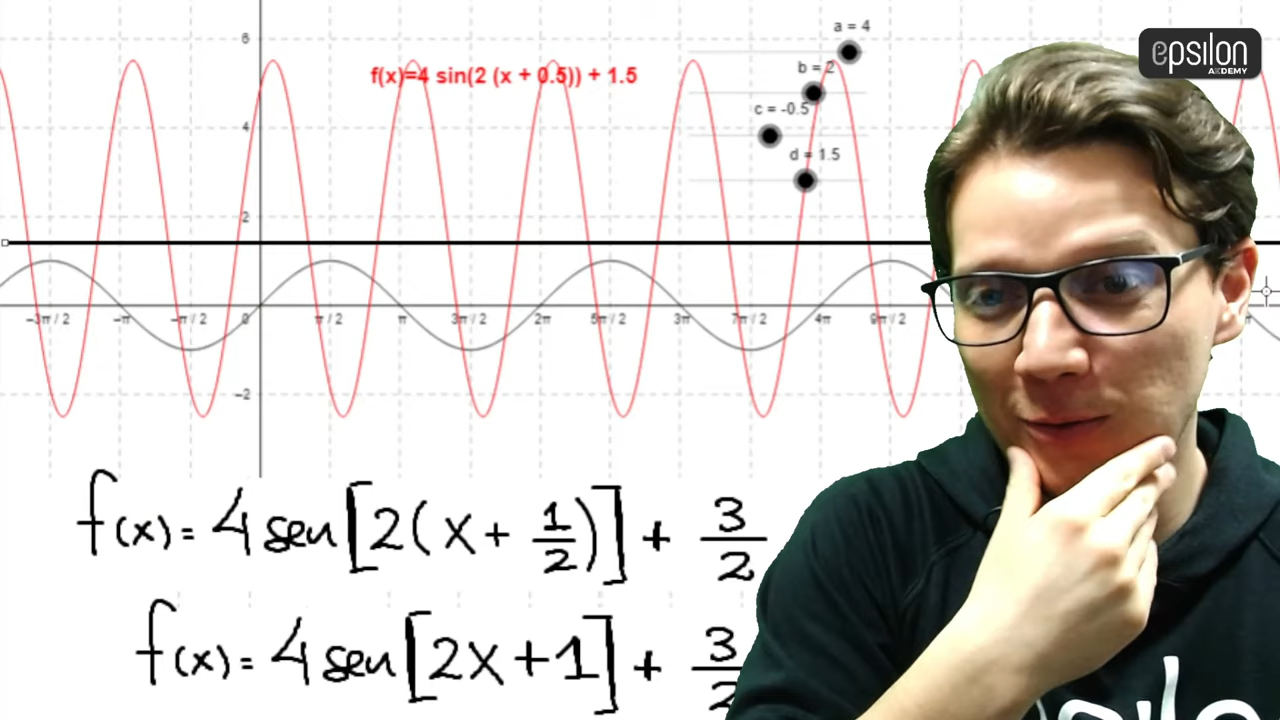 a = 4
epsilon
AKDEMY
6
f(x)=4 sin(2 (x + 0.5)) + 1.5
b = 2
c = -0.5
4
d = 1.5
2
-3π / 2 -π -π / 2 0 π / 2 π 3π / 2 2π 5π / 2 3π 7π / 2 4π 9π / 2
-2
f(x) = 4 sen[2(x + 1/2)] + 3/2
f(x) = 4 sen[2x + 1] + 3/2